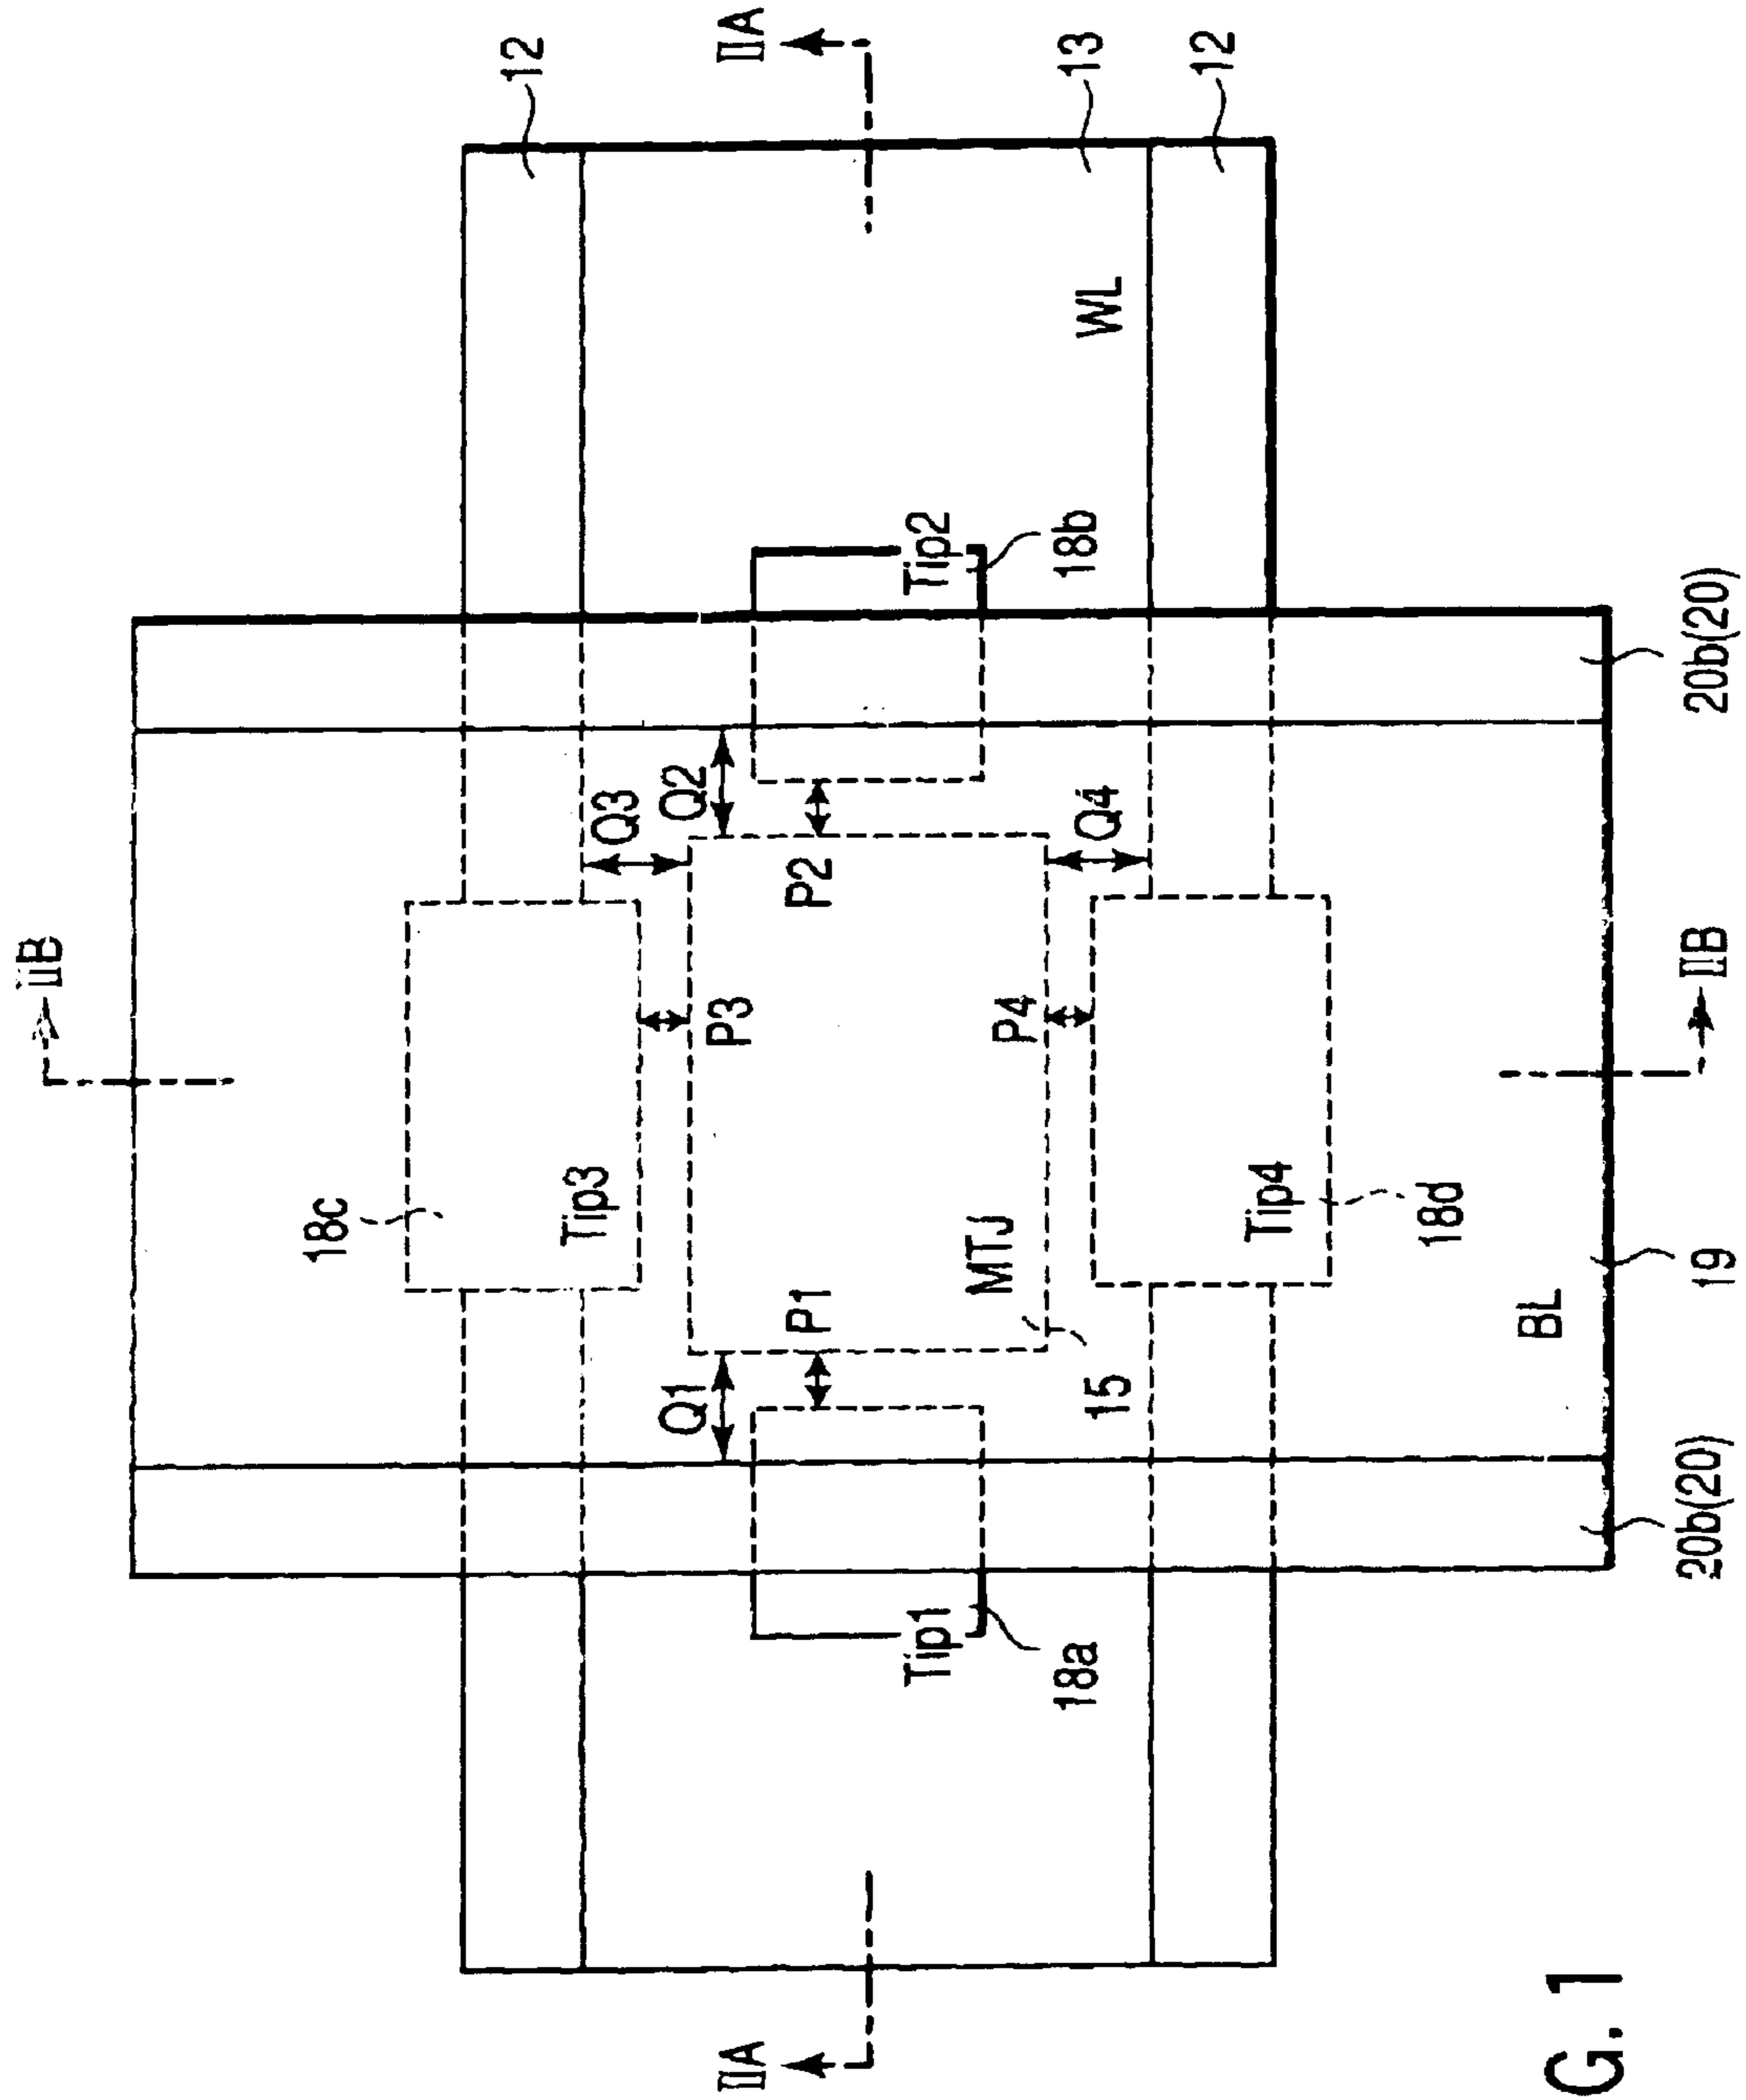 IIB
18c
12
Tip3
Q3
Q1
Q2
P3
IIA
IIA
P1
P2
Tip1
Tip2
MTJ
P4
18a
18b
13
Q4
WL
15
12
Tip4
18d
BL
G. 1
20b(20)
19
IIB
20b(20)